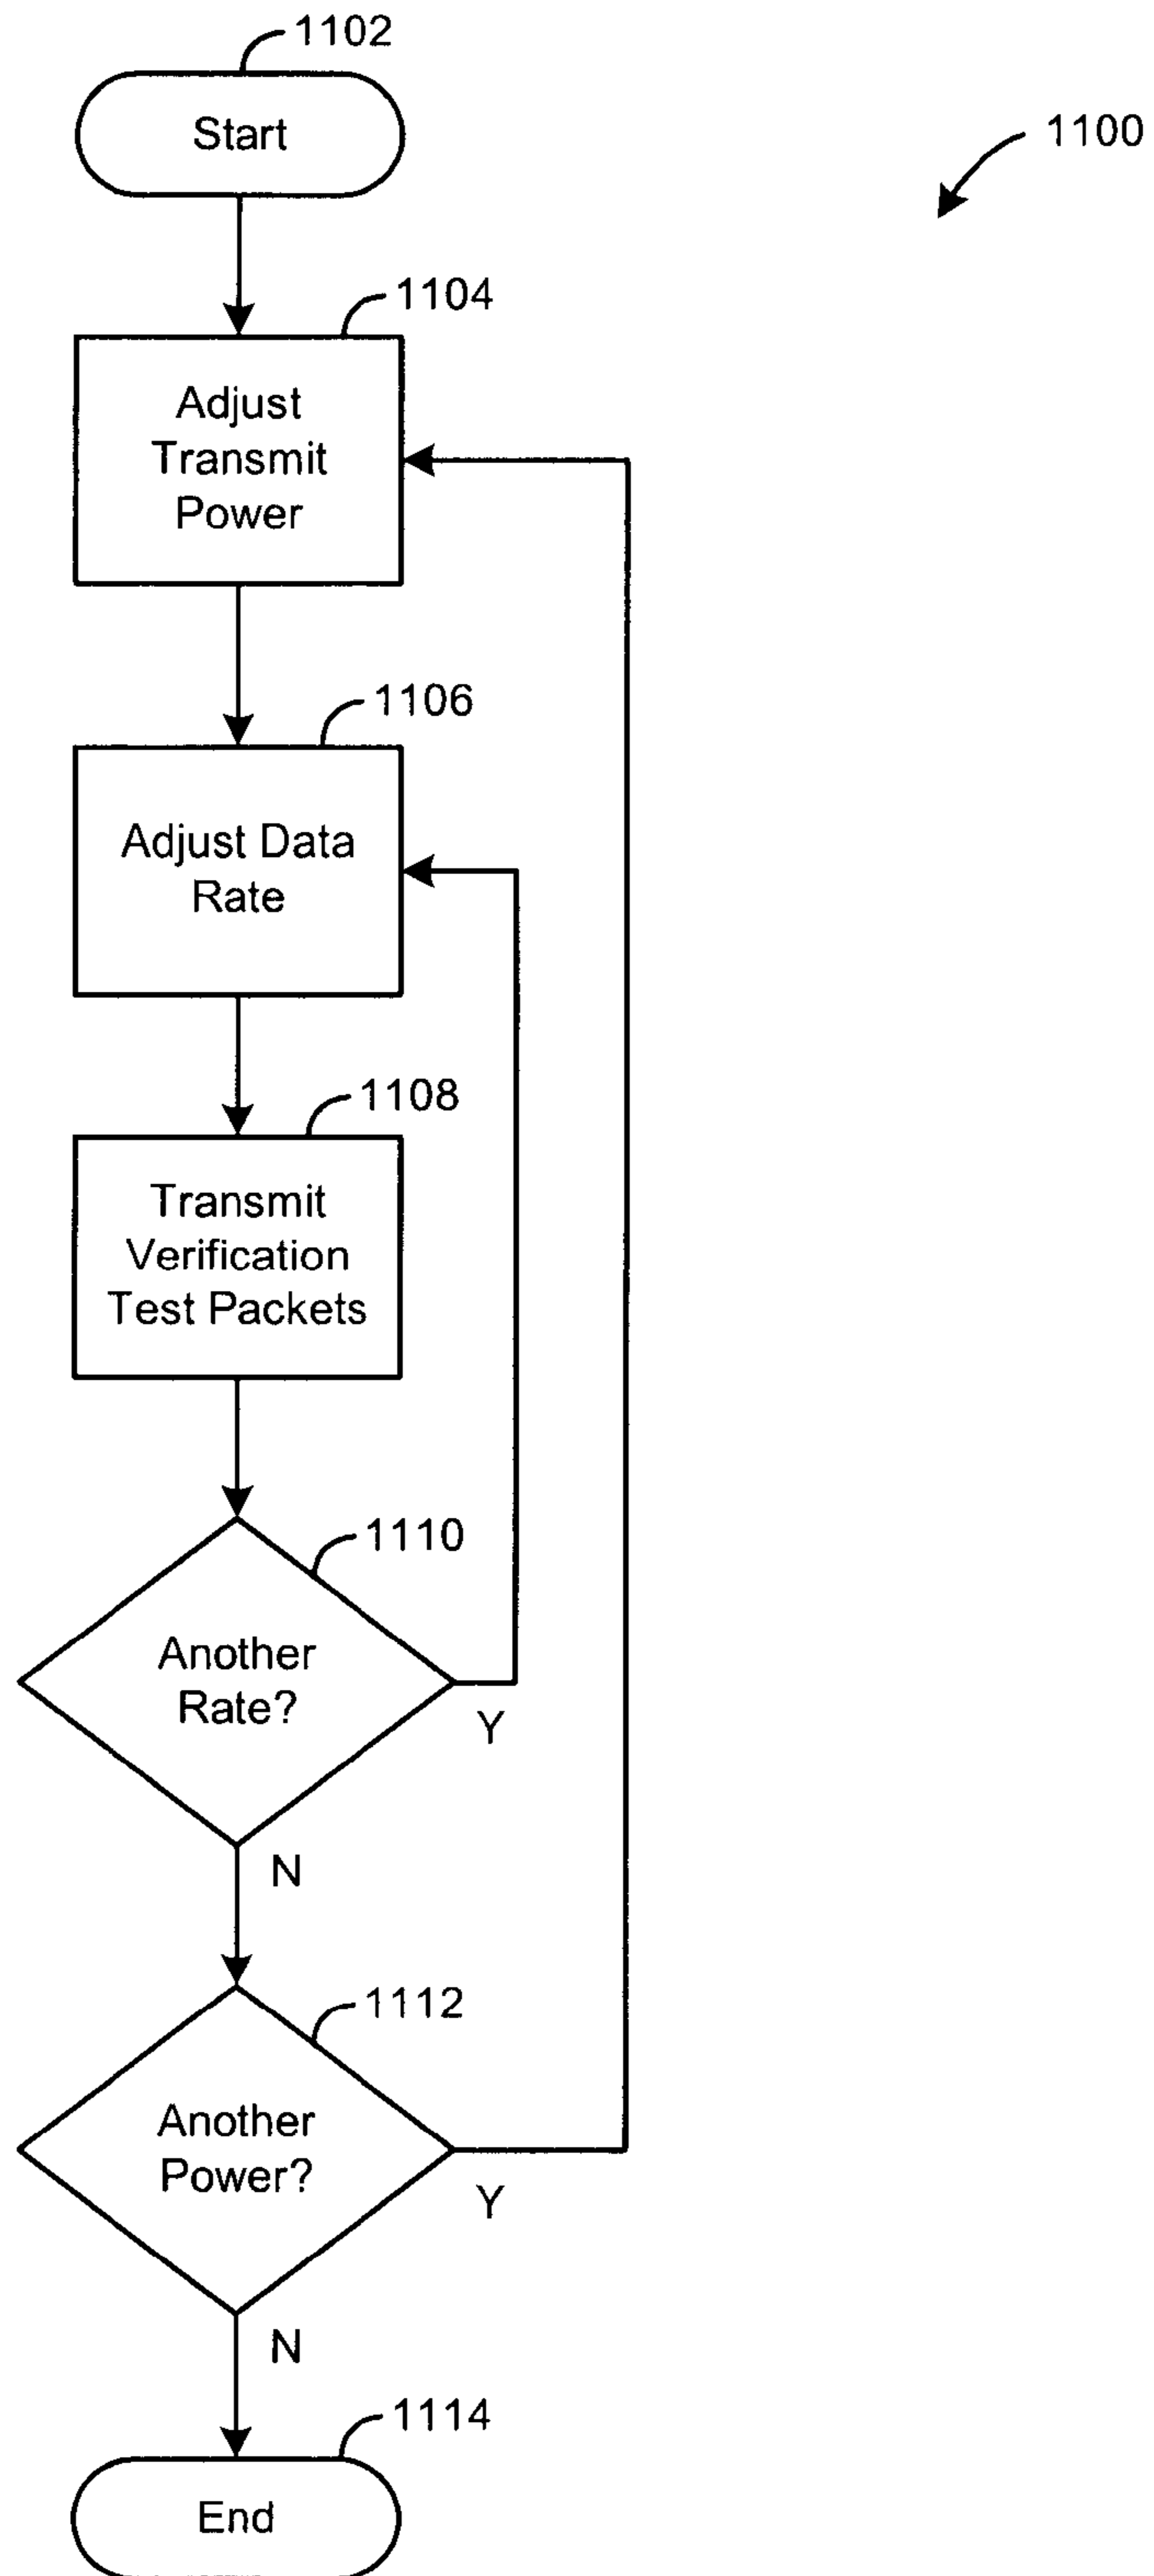 1102
Start
1100
1104
Adjust
Transmit
Power
1106
Adjust Data
Rate
1108
Transmit
Verification
Test Packets
1110
Another
Rate?
Y
N
1112
Another
Power?
Y
N
1114
End